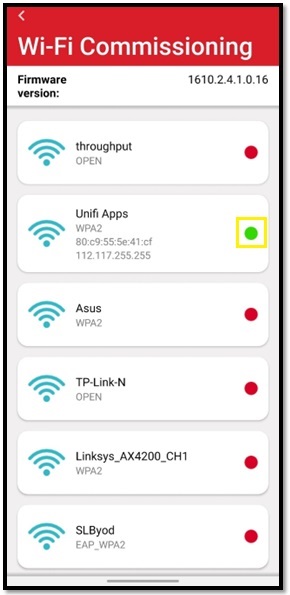 Wi-Fi Commissioning
Firmware version: 1610.2.4.1.0.16
throughput
OPEN
Unifi Apps
WPA2
80:c9:55:5e:41:cf
112.117.255.255
Asus
WPA2
TP-Link-N
OPEN
Linksys_AX4200_CH1
WPA2
SLByod
EAP_WPA2